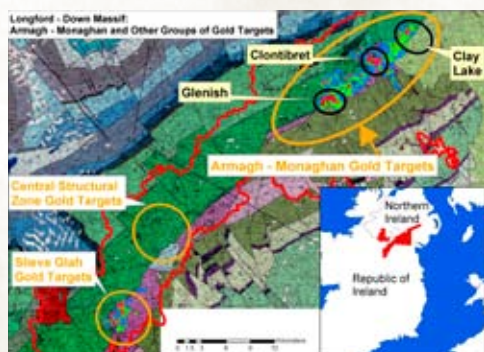 Longford - Down Massif:
Armagh - Monaghan and Other Groups of Gold Targets
Clontibret
Clay
Lake
Glenish
Armagh - Monaghan Gold Targets
Central Structural
Zone Gold Targets
Slieve Glah
Gold Targets
Northern
Ireland
Republic of
Ireland